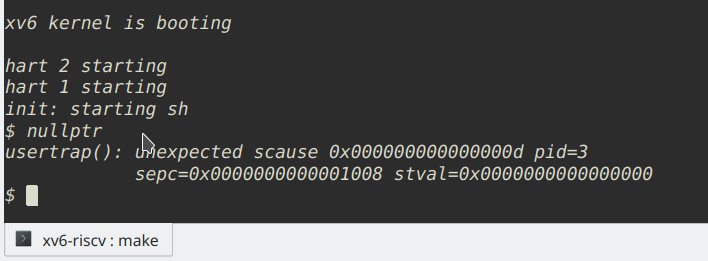 xv6 kernel is booting
hart 2 starting
hart 1 starting
init: starting sh
$ nullptr
usertrap(): unexpected scause 0x000000000000000d pid=3
sepc=0x0000000000001008 stval=0x0000000000000000
$
xv6-riscv : make